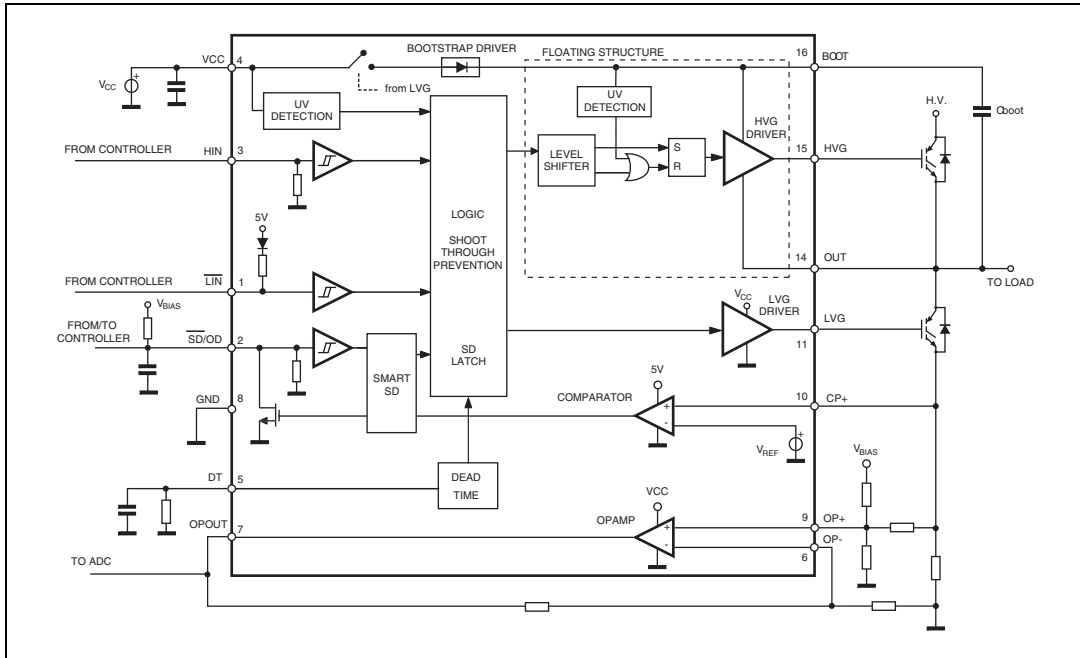 BOOTSTRAP DRIVER
FLOATING STRUCTURE
16
BOOT
VCC
4
VCC
from LVG
H.V.
Cboot
UV
DETECTION
UV
DETECTION
HVG
DRIVER
FROM CONTROLLER
HIN
3
LEVEL
SHIFTER
S
R
15
HVG
LOGIC
SHOOT
THROUGH
PREVENTION
5V
14
OUT
TO LOAD
FROM CONTROLLER
LIN
1
VBIAS
VCC
LVG
DRIVER
LVG
11
FROM/TO
CONTROLLER
SD/OD
2
SD
LATCH
SMART
SD
5V
COMPARATOR
+
-
10
CP+
GND
8
VREF
+
VBIAS
DT
5
DEAD
TIME
VCC
OPAMP
+
-
9
OP+
OP-
6
OPOUT
7
TO ADC
+